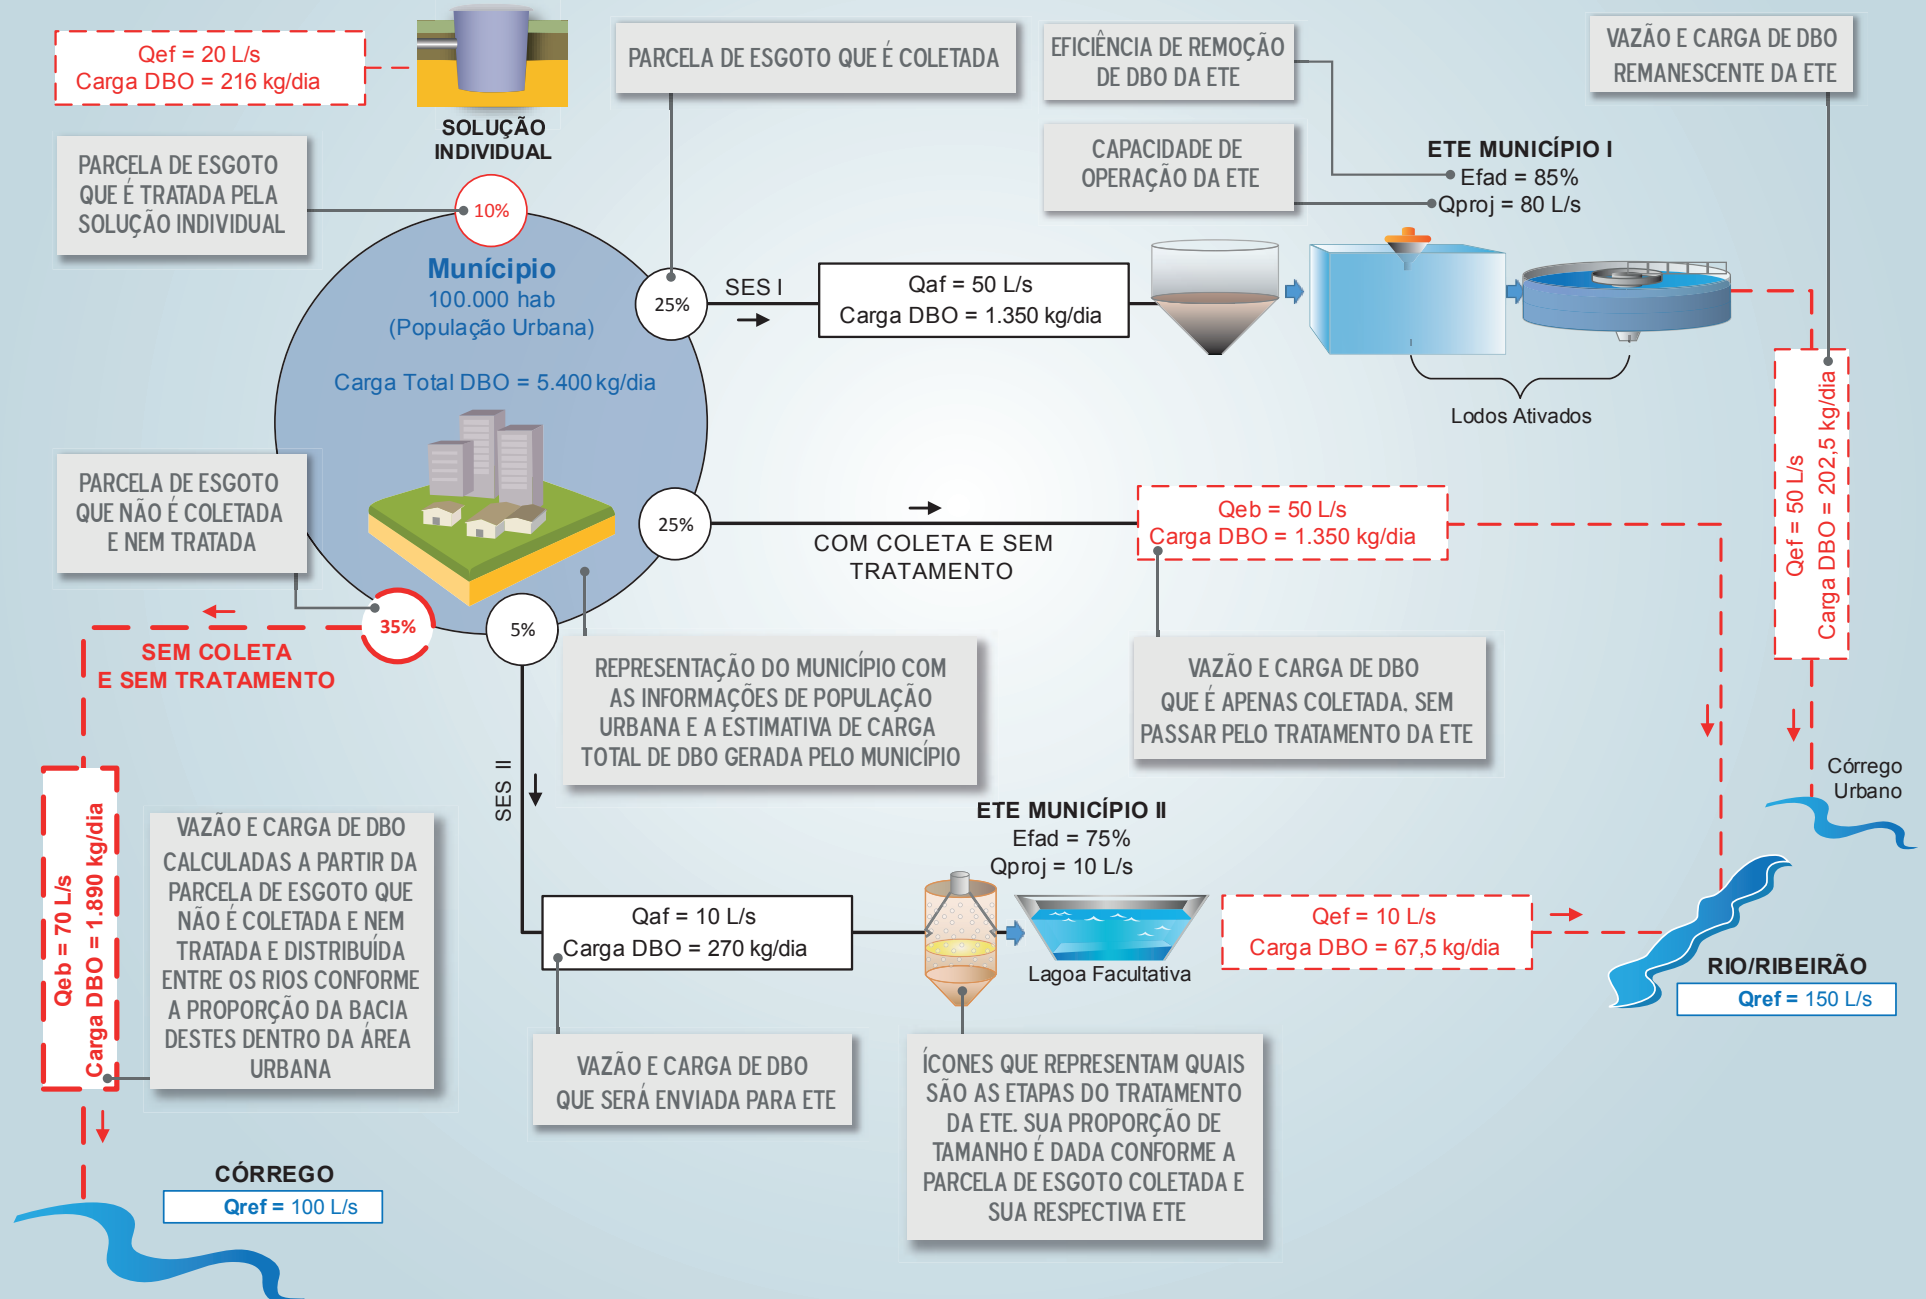 Qef = 20 L/s
Carga DBO = 216 kg/dia
SOLUÇÃO
INDIVIDUAL
PARCELA DE ESGOTO QUE É COLETADA
EFICIÊNCIA DE REMOÇÃO
DE DBO DA ETE
VAZÃO E CARGA DE DBO
REMANESCENTE DA ETE
CAPACIDADE DE
OPERAÇÃO DA ETE
ETE MUNICÍPIO I
Efad = 85%
Qproj = 80 L/s
PARCELA DE ESGOTO
QUE É TRATADA PELA
SOLUÇÃO INDIVIDUAL
10%
Munícipio
100.000 hab
(População Urbana)
Carga Total DBO = 5.400 kg/dia
25%
SES I
Qaf = 50 L/s
Carga DBO = 1.350 kg/dia
Lodos Ativados
Qef = 50 L/s
Carga DBO = 202,5 kg/dia
PARCELA DE ESGOTO
QUE NÃO É COLETADA
E NEM TRATADA
25%
COM COLETA E SEM
TRATAMENTO
Qeb = 50 L/s
Carga DBO = 1.350 kg/dia
35%
5%
SEM COLETA
E SEM TRATAMENTO
REPRESENTAÇÃO DO MUNICÍPIO COM
AS INFORMAÇÕES DE POPULAÇÃO
URBANA E A ESTIMATIVA DE CARGA
TOTAL DE DBO GERADA PELO MUNICÍPIO
VAZÃO E CARGA DE DBO
QUE É APENAS COLETADA, SEM
PASSAR PELO TRATAMENTO DA ETE
Córrego
Urbano
SES II
Qeb = 70 L/s
Carga DBO = 1.890 kg/dia
VAZÃO E CARGA DE DBO
CALCULADAS A PARTIR DA
PARCELA DE ESGOTO QUE
NÃO É COLETADA E NEM
TRATADA E DISTRIBUÍDA
ENTRE OS RIOS CONFORME
A PROPORÇÃO DA BACIA
DESTES DENTRO DA ÁREA
URBANA
ETE MUNICÍPIO II
Efad = 75%
Qproj = 10 L/s
Qaf = 10 L/s
Carga DBO = 270 kg/dia
Lagoa Facultativa
Qef = 10 L/s
Carga DBO = 67,5 kg/dia
RIO/RIBEIRÃO
Qref = 150 L/s
VAZÃO E CARGA DE DBO
QUE SERÁ ENVIADA PARA ETE
ÍCONES QUE REPRESENTAM QUAIS
SÃO AS ETAPAS DO TRATAMENTO
DA ETE. SUA PROPORÇÃO DE
TAMANHO É DADA CONFORME A
PARCELA DE ESGOTO COLETADA E
SUA RESPECTIVA ETE
CÓRREGO
Qref = 100 L/s